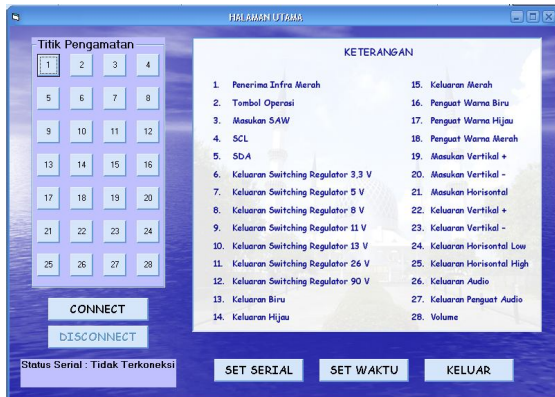 HALAMAN UTAMA
Titik Pengamatan
1 2 3 4
5 6 7 8
9 10 11 12
13 14 15 16
17 18 19 20
21 22 23 24
25 26 27 28
CONNECT
DISCONNECT
Status Serial : Tidak Terkoneksi
KETERANGAN
1. Penerima Infra Merah
2. Tombol Operasi
3. Masukan SAW
4. SCL
5. SDA
6. Keluaran Switching Regulator 3,3 V
7. Keluaran Switching Regulator 5 V
8. Keluaran Switching Regulator 8 V
9. Keluaran Switching Regulator 11 V
10. Keluaran Switching Regulator 13 V
11. Keluaran Switching Regulator 26 V
12. Keluaran Switching Regulator 90 V
13. Keluaran Biru
14. Keluaran Hijau
15. Keluaran Merah
16. Penguat Warna Biru
17. Penguat Warna Hijau
18. Penguat Warna Merah
19. Masukan Vertikal +
20. Masukan Vertikal -
21. Masukan Horisontal
22. Keluaran Vertikal +
23. Keluaran Vertikal -
24. Keluaran Horisontal Low
25. Keluaran Horisontal High
26. Keluaran Audio
27. Keluaran Penguat Audio
28. Volume
SET SERIAL
SET WAKTU
KELUAR